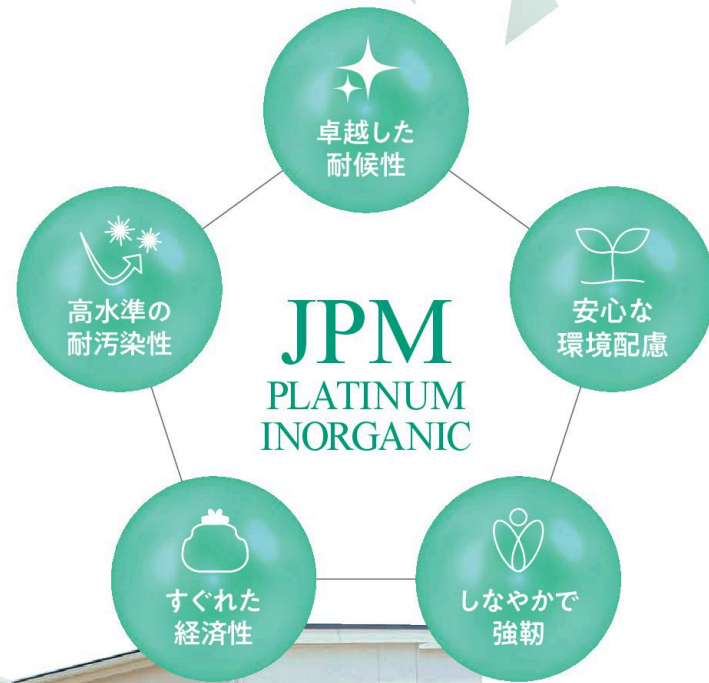 卓越した
耐候性
高水準の
耐汚染性
安心な
環境配慮
JPM
PLATINUM
INORGANIC
すぐれた
経済性
しなやかで
強靭